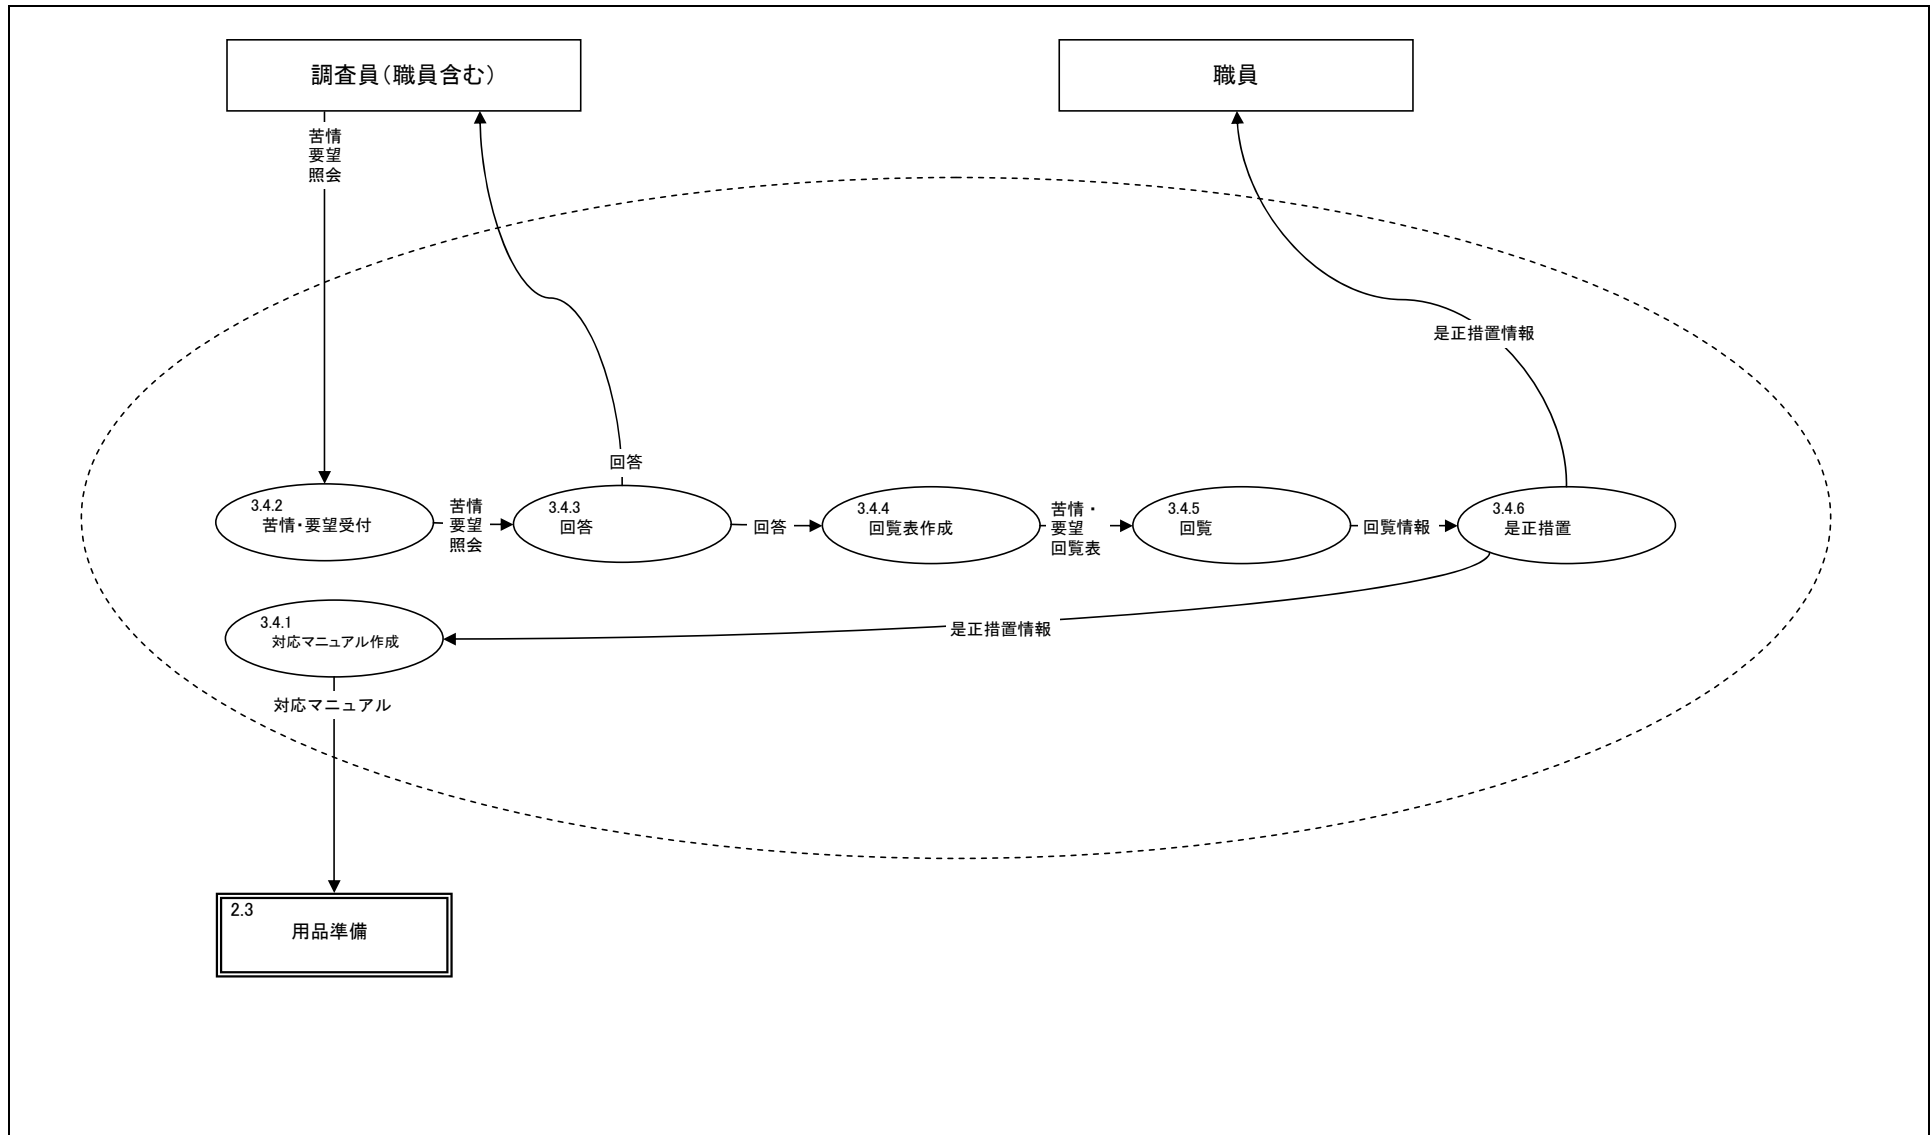 調査員（職員含む）
職員
苦情
要望
照会
是正措置情報
回答
3.4.2
苦情・要望受付
苦情
要望
照会
3.4.3
回答
回答
3.4.4
回覧表作成
苦情・
要望
回覧表
3.4.5
回覧
回覧情報
3.4.6
是正措置
3.4.1
対応マニュアル作成
是正措置情報
対応マニュアル
2.3
用品準備